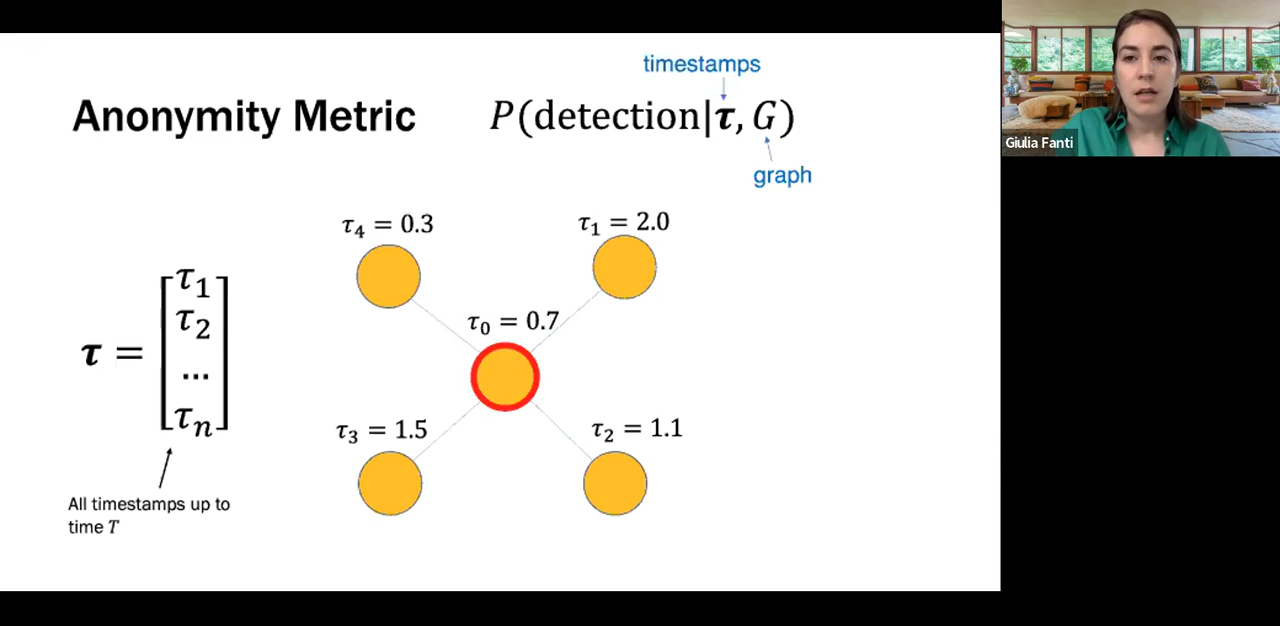 timestamps
Anonymity Metric
P(detection|τ, G)
graph
Giulia Fanti
τ₄ = 0.3
τ₁ = 2.0
τ₀ = 0.7
τ = [τ₁ τ₂ ... τₙ]
τ₃ = 1.5
τ₂ = 1.1
All timestamps up to
time T